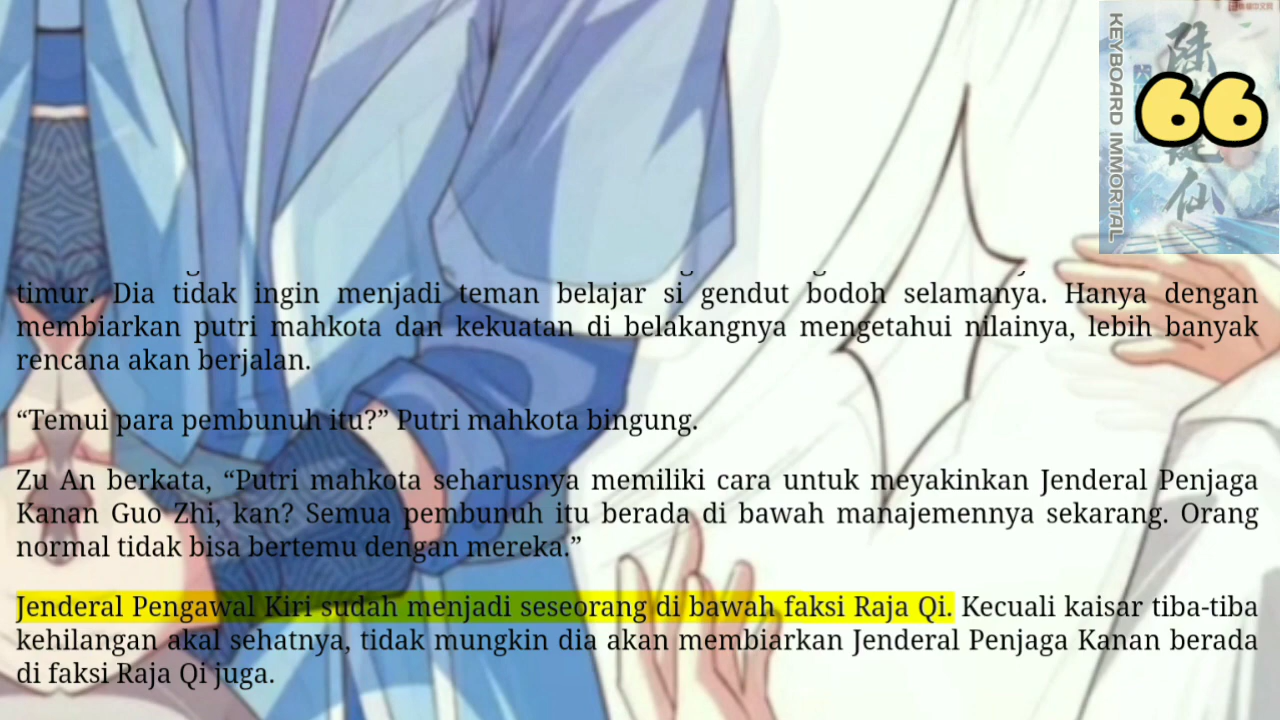 KEYBOARD IMMORTAL
66
timur. Dia tidak ingin menjadi teman belajar si gendut bodoh selamanya. Hanya dengan
membiarkan putri mahkota dan kekuatan di belakangnya mengetahui nilainya, lebih banyak
rencana akan berjalan.
“Temui para pembunuh itu?” Putri mahkota bingung.
Zu An berkata, “Putri mahkota seharusnya memiliki cara untuk meyakinkan Jenderal Penjaga
Kanan Guo Zhi, kan? Semua pembunuh itu berada di bawah manajemennya sekarang. Orang
normal tidak bisa bertemu dengan mereka.”
Jenderal Pengawal Kiri sudah menjadi seseorang di bawah faksi Raja Qi. Kecuali kaisar tiba-tiba
kehilangan akal sehatnya, tidak mungkin dia akan membiarkan Jenderal Penjaga Kanan berada
di faksi Raja Qi juga.